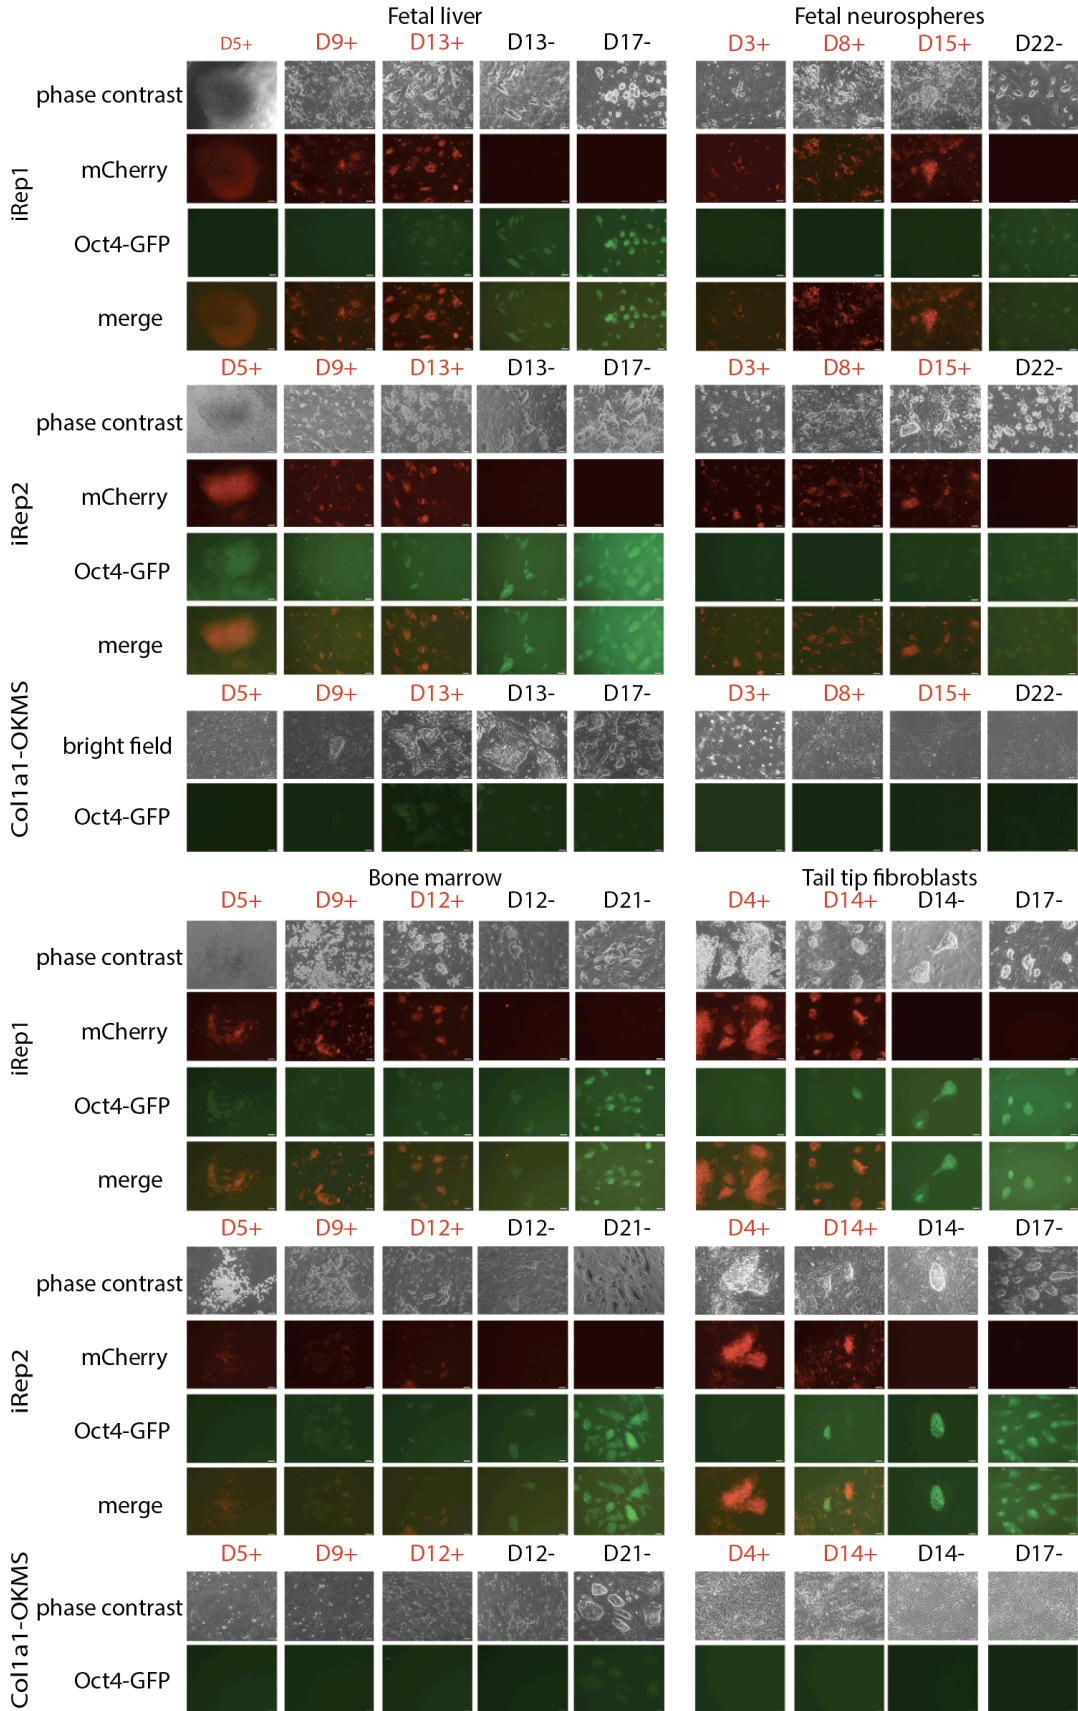 Fetal liver Fetal neurospheres
D5+ D9+ D13+ D13- D17- D3+ D8+ D15+ D22-
iRep1
phase contrast
mCherry
Oct4-GFP
merge
D5+ D9+ D13+ D13- D17- D3+ D8+ D15+ D22-
iRep2
phase contrast
mCherry
Oct4-GFP
merge
D5+ D9+ D13+ D13- D17- D3+ D8+ D15+ D22-
Col1a1-OKMS
bright field
Oct4-GFP
Bone marrow Tail tip fibroblasts
D5+ D9+ D12+ D12- D21- D4+ D14+ D14- D17-
iRep1
phase contrast
mCherry
Oct4-GFP
merge
D5+ D9+ D12+ D12- D21- D4+ D14+ D14- D17-
iRep2
phase contrast
mCherry
Oct4-GFP
merge
D5+ D9+ D12+ D12- D21- D4+ D14+ D14- D17-
Col1a1-OKMS
phase contrast
Oct4-GFP